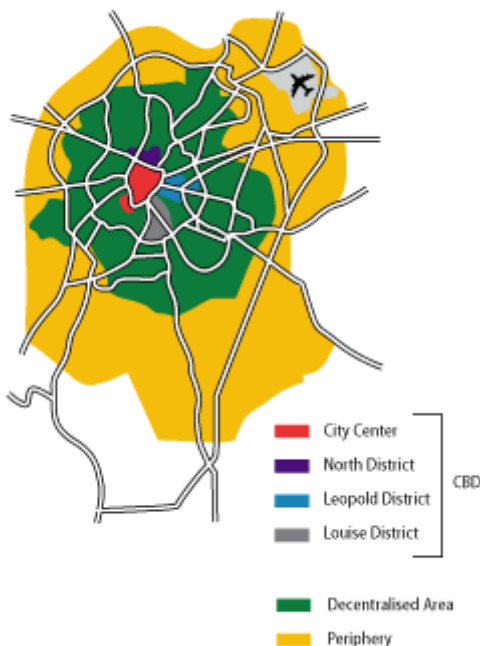 City Center
North District
Leopold District
Louise District
CBD
Decentralised Area
Periphery